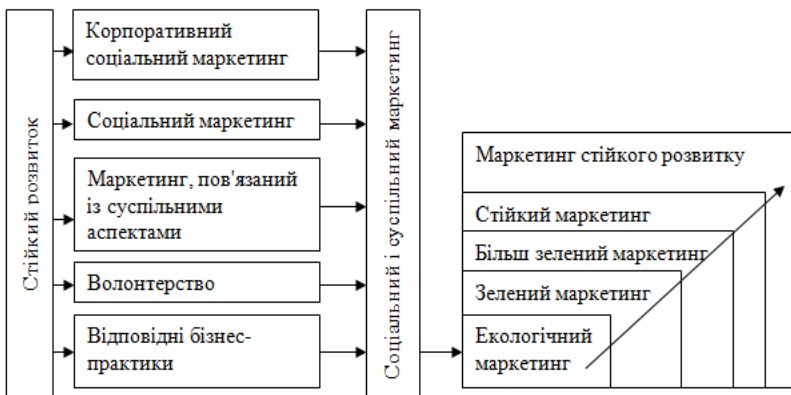 Стійкий розвиток
Корпоративний
соціальний маркетинг
Соціальний маркетинг
Маркетинг, пов'язаний
із суспільними
аспектами
Волонтерство
Відповідні бізнес-
практики
Соціальний і суспільний маркетинг
Маркетинг стійкого розвитку
Стійкий маркетинг
Більш зелений маркетинг
Зелений маркетинг
Екологічний
маркетинг